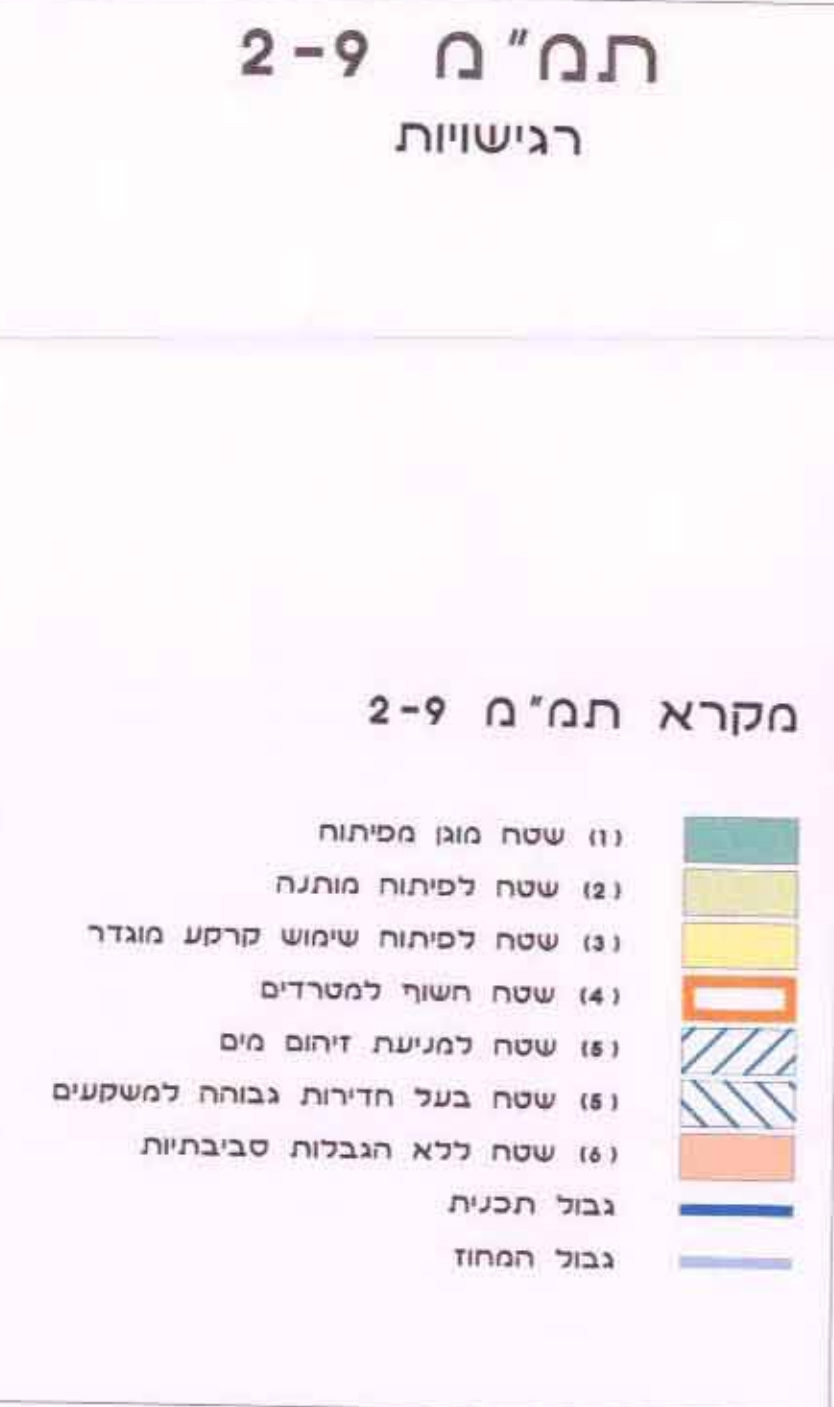 תמ"מ 2-9
רגישויות
מקרא תמ"מ 2-9
(1) שטח מוגן מפיתוח
(2) שטח לפיתוח מותנה
(3) שטח לפיתוח שימוש קרקע מוגדר
(4) שטח חשוף למטרדים
(5) שטח למניעת זיהום מים
(5) שטח בעל חדירות גבוהה למשקעים
(6) שטח ללא הגבלות סביבתיות
גבול תכנית
גבול המחוז